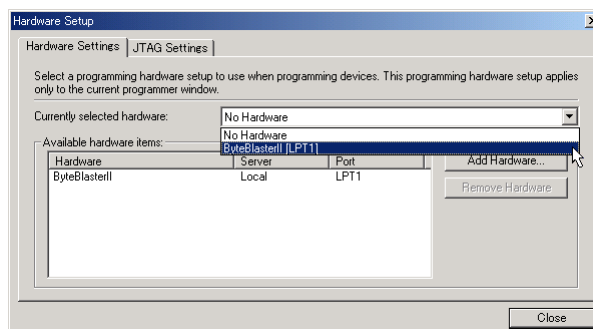 Hardware Setup
Hardware Settings JTAG Settings
Select a programming hardware setup to use when programming devices. This programming hardware setup applies
only to the current programmer window.
Currently selected hardware: No Hardware
No Hardware
ByteBlasterII [LPT1]
Available hardware items:
Hardware Server Port
ByteBlasterII Local LPT1
Add Hardware...
Remove Hardware
Close